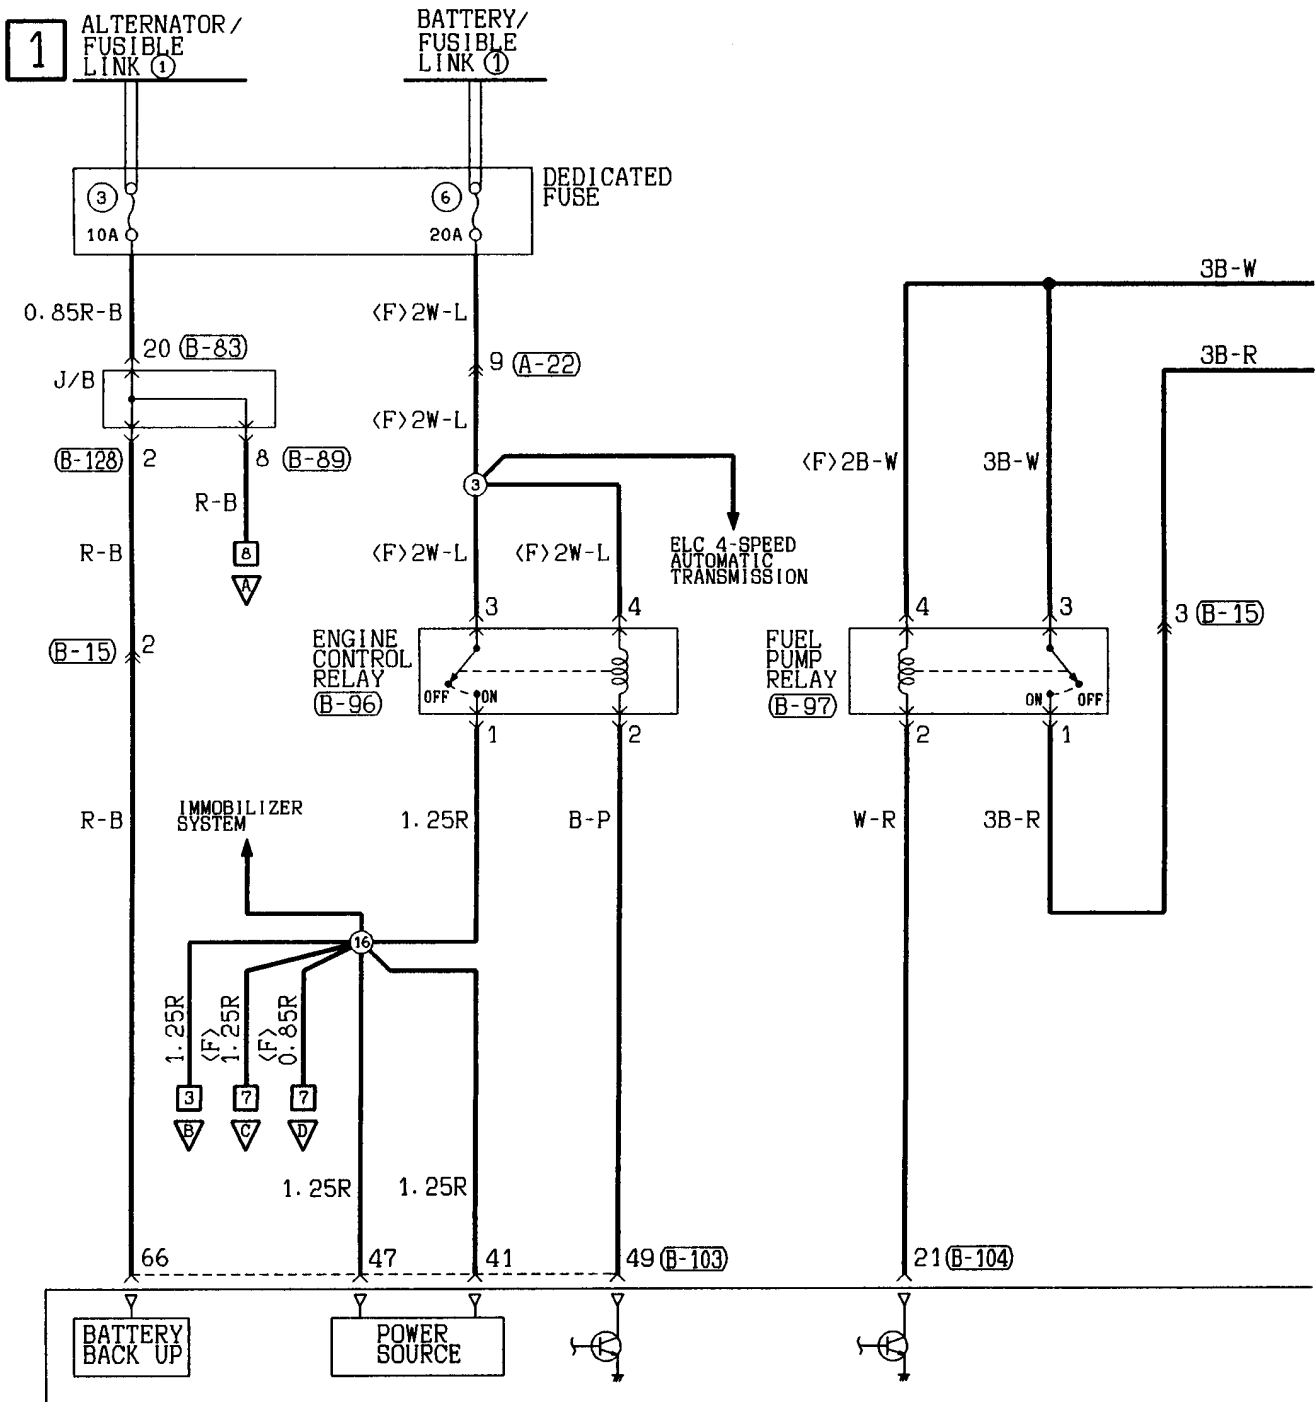 1
ALTERNATOR/
FUSIBLE
LINK ①
BATTERY/
FUSIBLE
LINK ①
DEDICATED
FUSE
③
10A
⑥
20A
0.85R-B
<F>2W-L
3B-W
20 (B-83)
9 (A-22)
3B-R
J/B
<F>2W-L
(B-128) 2
8 (B-89)
<F>2B-W
3B-W
R-B
③
R-B
8
A
<F>2W-L
<F>2W-L
ELC 4-SPEED
AUTOMATIC
TRANSMISSION
3
4
4
3
3 (B-15)
(B-15) 2
ENGINE
CONTROL
RELAY
(B-96)
OFF
ON
FUEL
PUMP
RELAY
(B-97)
ON
OFF
1
2
2
1
IMMOBILIZER
SYSTEM
R-B
1.25R
B-P
W-R
3B-R
⑯
1.25R
<F>
1.25R
<F>
0.85R
3
7
7
B
C
D
1.25R
1.25R
66
47
41
49 (B-103)
21 (B-104)
BATTERY
BACK UP
POWER
SOURCE